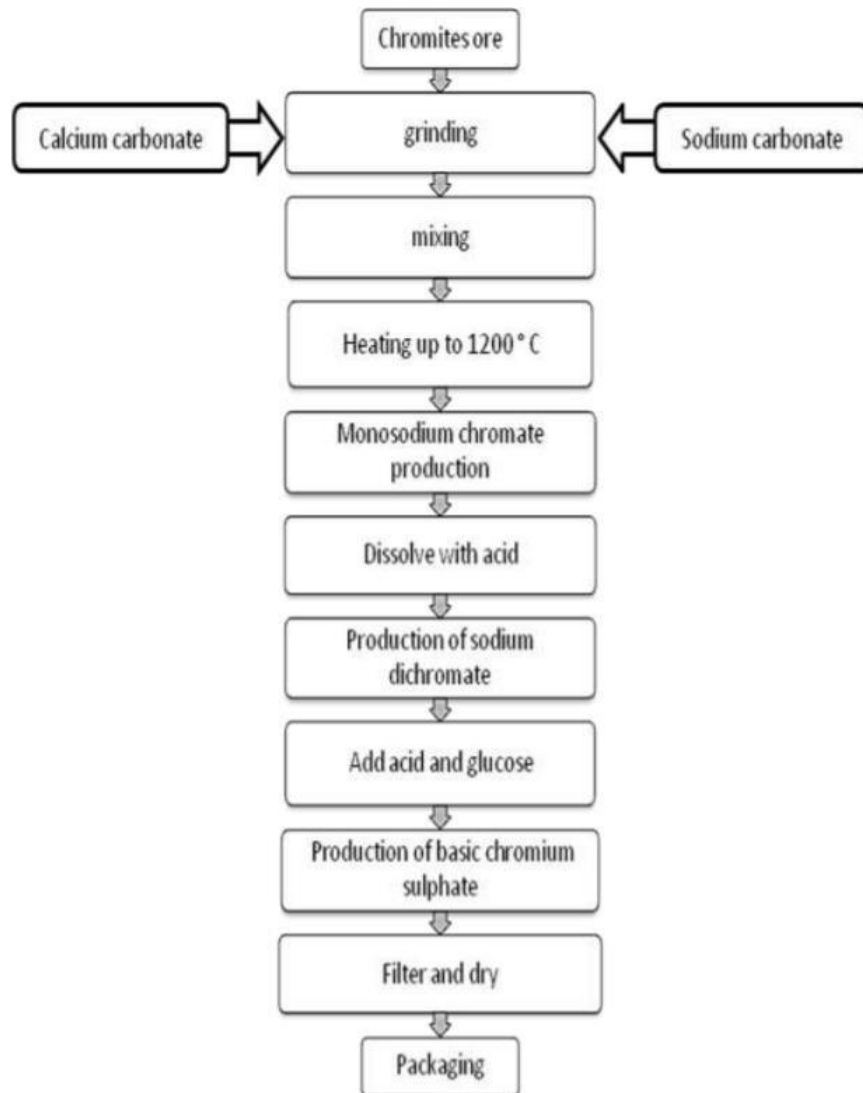 Chromites ore
Calcium carbonate
grinding
Sodium carbonate
mixing
Heating up to 1200° C
Monosodium chromate
production
Dissolve with acid
Production of sodium
dichromate
Add acid and glucose
Production of basic chromium
sulphate
Filter and dry
Packaging